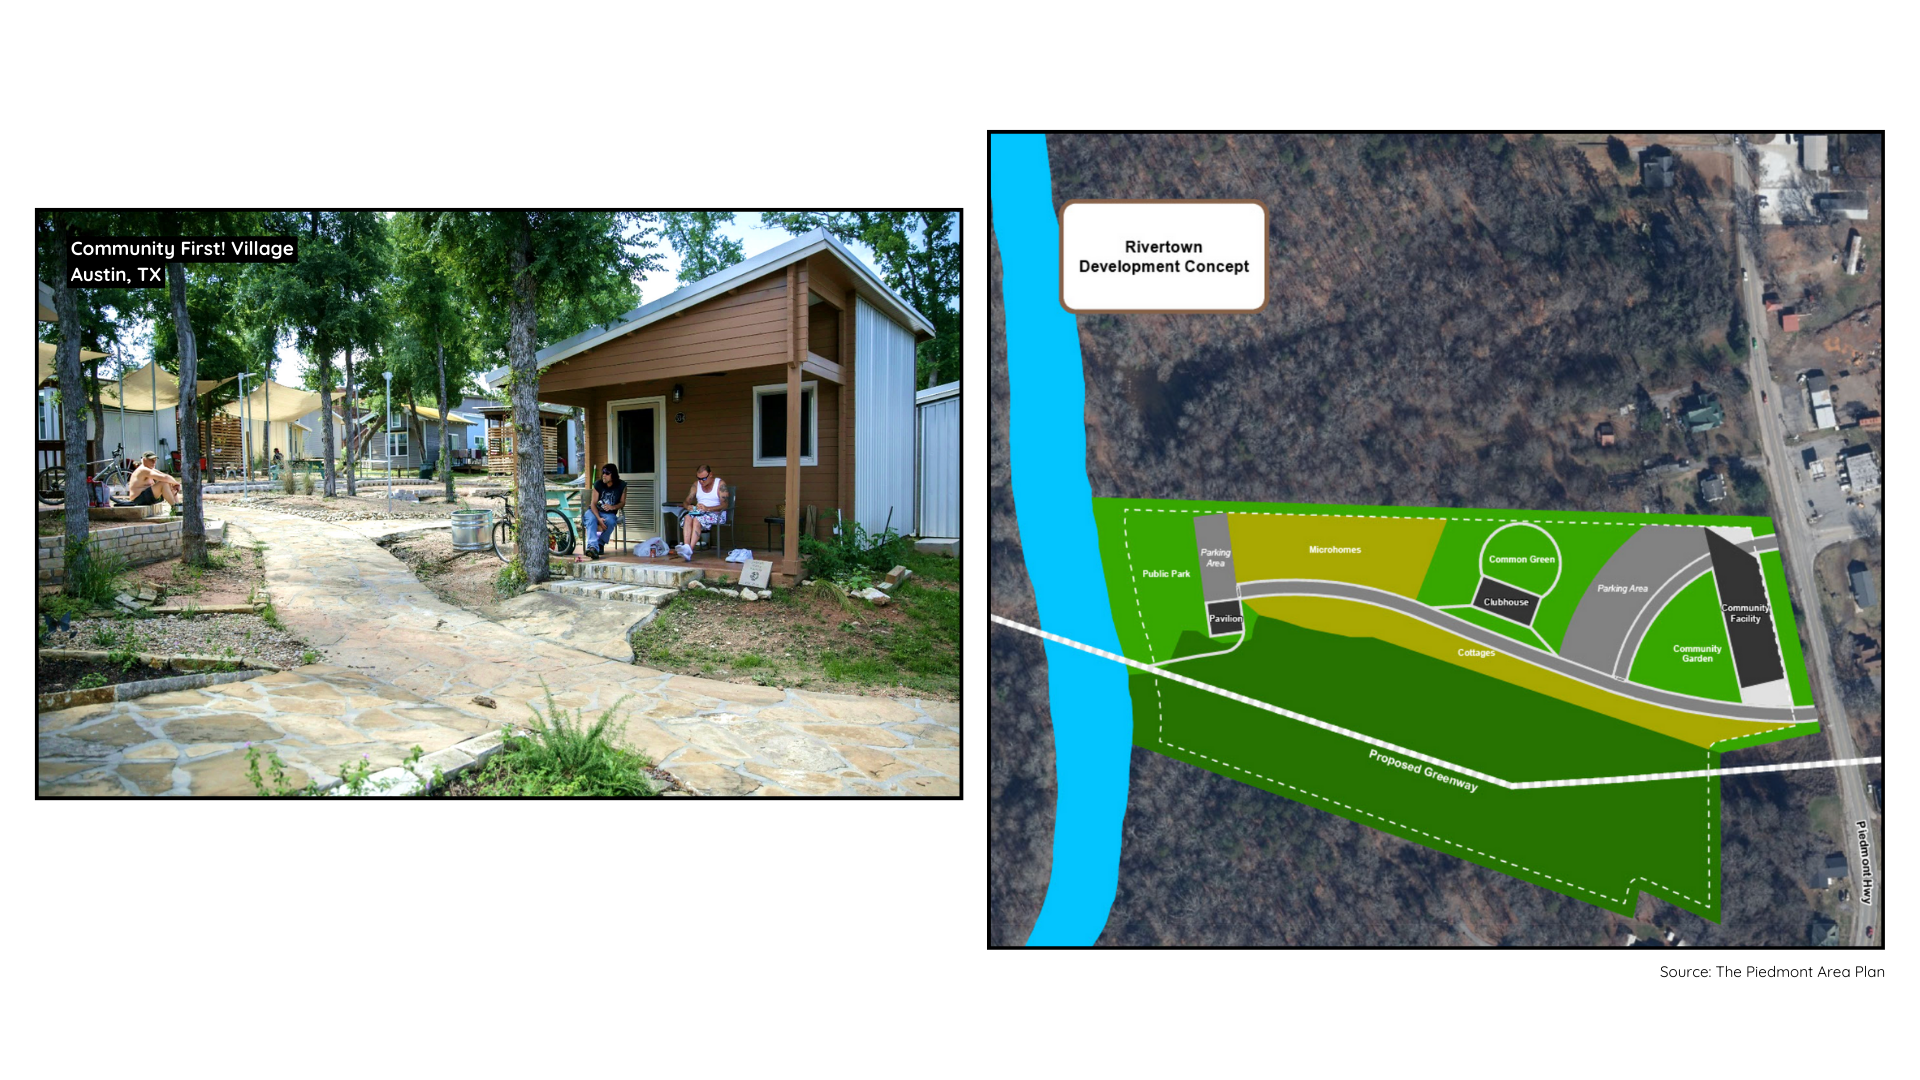 Community First! Village
Austin, TX
Rivertown
Development Concept
Parking
Area
Microhomes
Public Park
Pavilion
Common Green
Clubhouse
Parking Area
Community
Facility
Community
Garden
Cottages
Proposed Greenway
Piedmont Hwy
Source: The Piedmont Area Plan